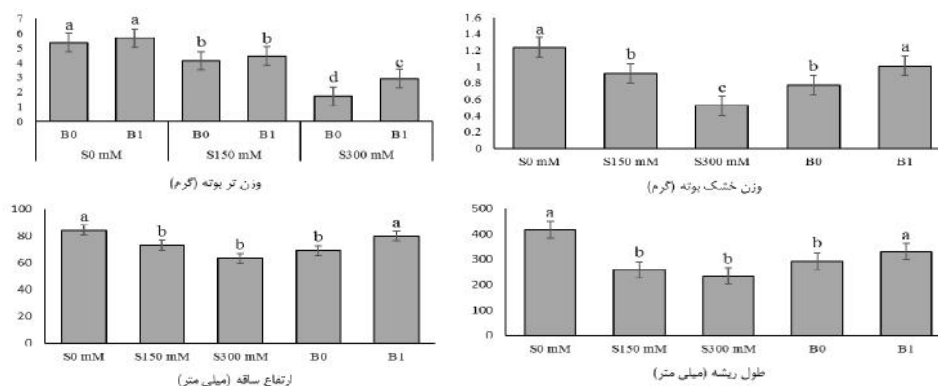 7
6
5
4
3
2
1
0
a a b b d c
B0 B1 B0 B1 B0 B1
S0 mM S150 mM S300 mM
وزن تر بوته (گرم)
1.6
1.4
1.2
1
0.8
0.6
0.4
0.2
0
a b c b a
S0 mM S150 mM S300 mM B0 B1
وزن خشک بوته (گرم)
100
80
60
40
20
0
a b b b a
S0 mM S150 mM S300 mM B0 B1
ارتفاع ساقه (میلی متر)
500
400
300
200
100
0
a b b b a
S0 mM S150 mM S300 mM B0 B1
طول ریشه (میلی متر)